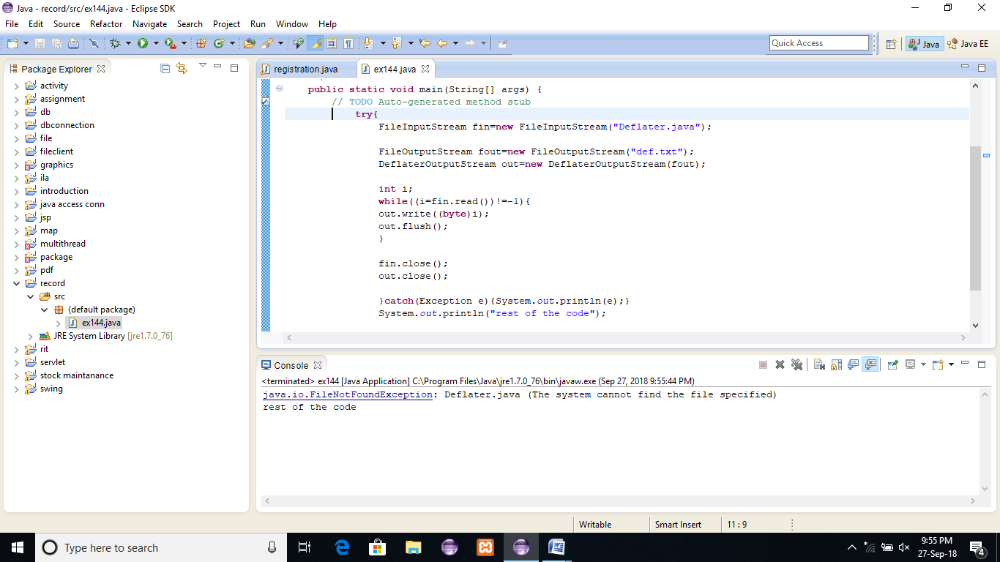 Java - record/src/ex144.java - Eclipse SDK
File Edit Source Refactor Navigate Search Project Run Window Help
Quick Access
Java
Java EE
Package Explorer
activity
assignment
db
dbconnection
file
fileclient
graphics
ila
introduction
java access conn
jsp
map
multithread
package
pdf
record
src
(default package)
ex144.java
JRE System Library [jre1.7.0_76]
rit
servlet
stock maintanance
swing
registration.java
ex144.java
public static void main(String[] args) {
// TODO Auto-generated method stub
try{
FileInputStream fin=new FileInputStream("Deflater.java");
FileOutputStream fout=new FileOutputStream("def.txt");
DeflaterOutputStream out=new DeflaterOutputStream(fout);
int i;
while((i=fin.read())!=-1){
out.write((byte)i);
out.flush();
}
fin.close();
out.close();
}catch(Exception e){System.out.println(e);}
System.out.println("rest of the code");
Console
<terminated> ex144 [Java Application] C:\Program Files\Java\jre1.7.0_76\bin\javaw.exe (Sep 27, 2018 9:55:44 PM)
java.io.FileNotFoundException: Deflater.java (The system cannot find the file specified)
rest of the code
Writable
Smart Insert
11 : 9
Type here to search
9:55 PM
27-Sep-18
4